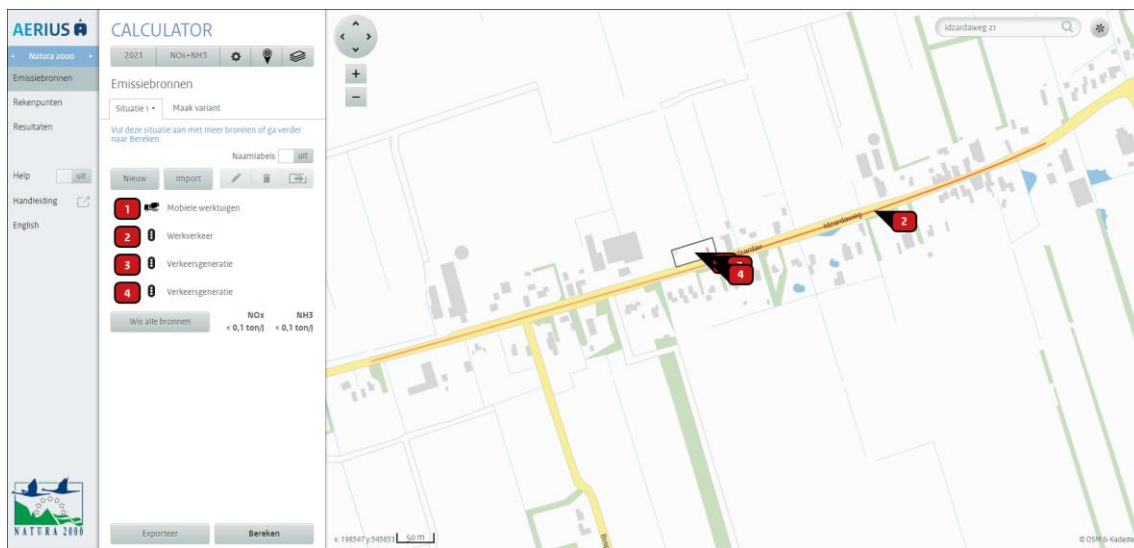 AERIUS
Natura 2000
Emissiebronnen
Rekenpunten
Resultaten
Help uit
Handleiding
English
NATURA 2000
CALCULATOR
2021 NOx+NH3
Emissiebronnen
Situatie 1 Maak variant
Vul deze situatie aan met meer bronnen of ga verder
naar Bereken.
Naamlabels uit
Nieuw Import
1 Mobiele werktuigen
2 Werkverkeer
3 Verkeersgeneratie
4 Verkeersgeneratie
Wis alle bronnen
NOx NH3
< 0,1 ton/j < 0,1 ton/j
Exporteer Bereken
idzardaweg 21
Idzardaweg
2
4
x: 198547 y:545853 50 m
© OSM & Kadaster